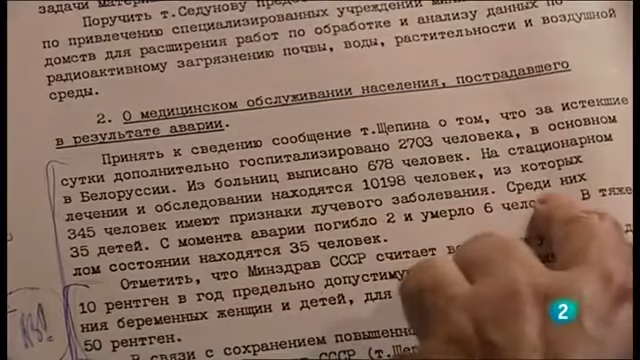 задачи
Поручить т.Седунову
по привлечению специализированных учреждений
домств для расширения работ по обработке и анализу данных по
радиоактивному загрязнению почвы, воды, растительности и воздушной
среды.
2. О медицинском обслуживании населения, пострадавшего
в результате аварии.
Принять к сведению сообщение т.Щепина о том, что за истекшие
сутки дополнительно госпитализировано 2703 человека, в основном
в Белоруссии. Из больниц выписано 678 человек. На стационарном
лечении и обследовании находятся 10198 человек, из которых
345 человек имеют признаки лучевого заболевания. Среди них
35 детей. С момента аварии погибло 2 и умерло 6 В тяже
лом состоянии находятся 35 человек.
Отметить, что Минздрав СССР считает
10 рентген в год предельно
ния беременных женщин и детей, для
50 рентген.
В связи с сохранением
СССР
2